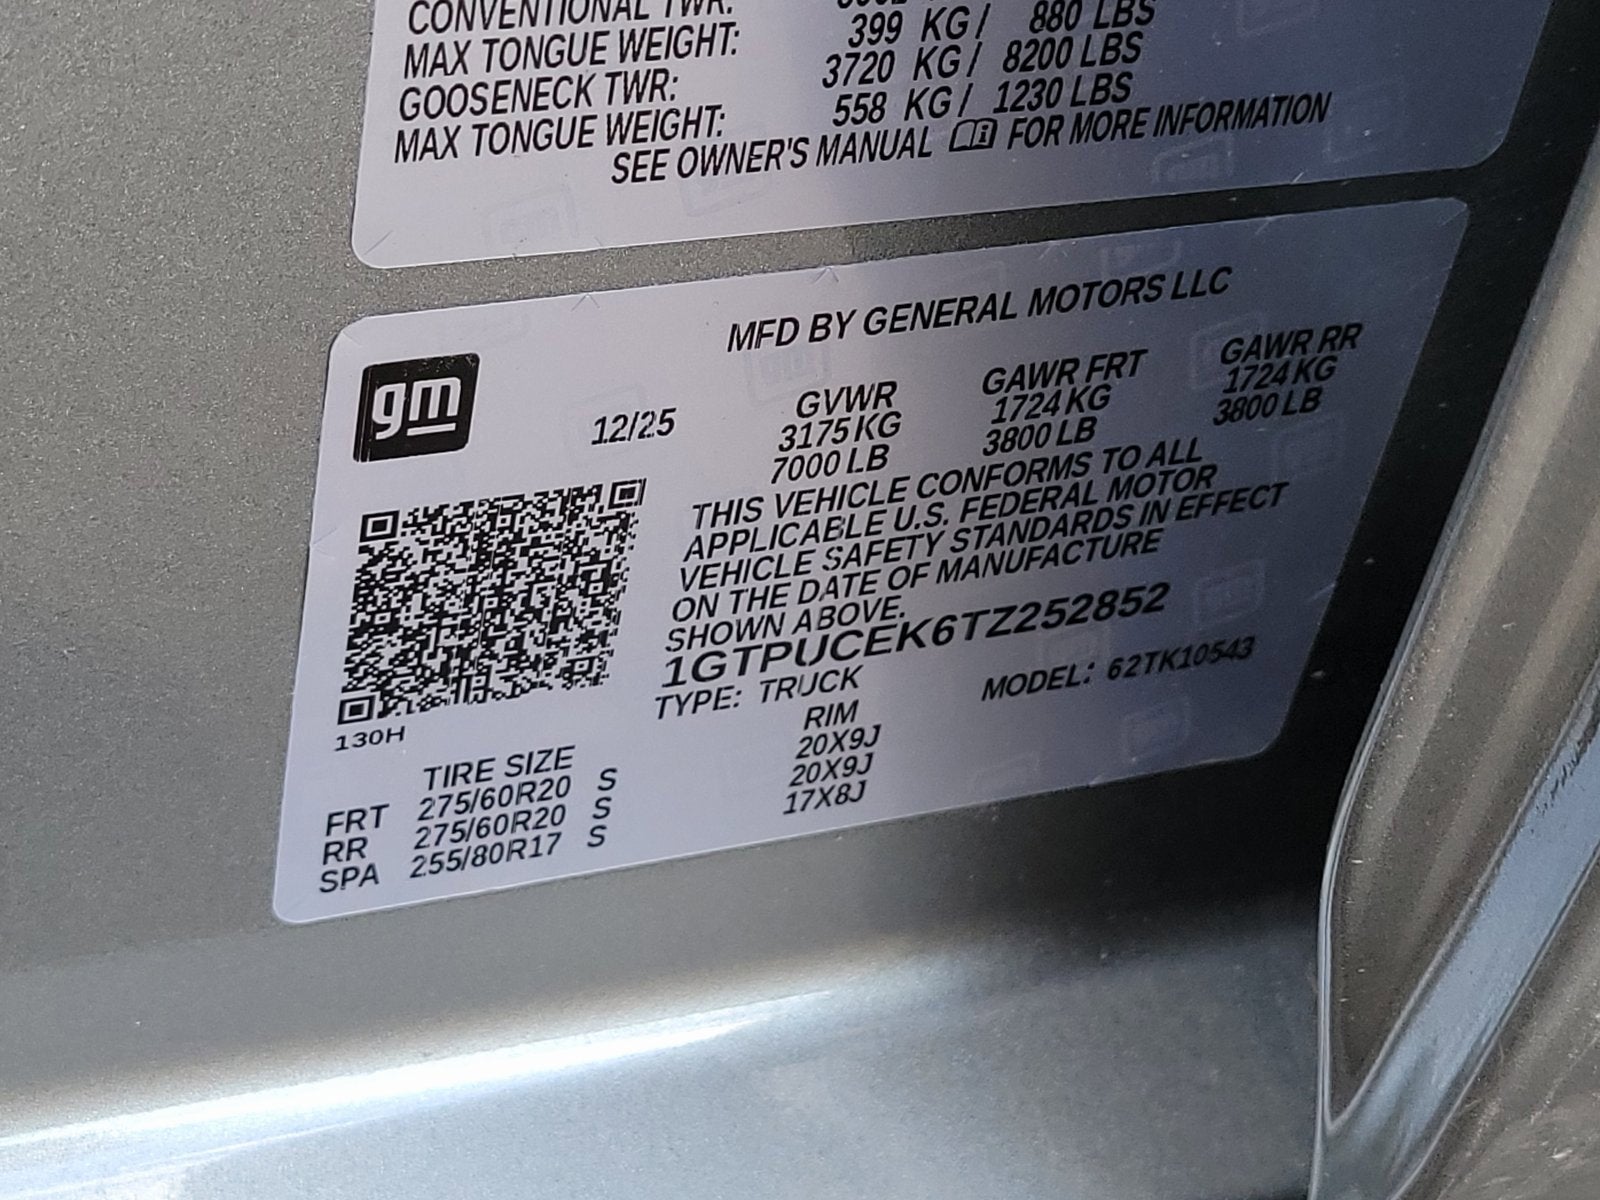 CONVENTIONAL TWR:
MAX TONGUE WEIGHT: 399 KG / 880 LBS
GOOSENECK TWR: 3720 KG / 8200 LBS
MAX TONGUE WEIGHT: 558 KG / 1230 LBS
SEE OWNER'S MANUAL FOR MORE INFORMATION
MFD BY GENERAL MOTORS LLC
gm
12/25
GVWR GAWR FRT GAWR RR
3175 KG 1724 KG 1724 KG
7000 LB 3800 LB 3800 LB
THIS VEHICLE CONFORMS TO ALL
APPLICABLE U.S. FEDERAL MOTOR
VEHICLE SAFETY STANDARDS IN EFFECT
ON THE DATE OF MANUFACTURE
SHOWN ABOVE.
1GTPUCEK6TZ252852
TYPE: TRUCK MODEL: 62TK10543
130H
TIRE SIZE RIM
FRT 275/60R20 S 20X9J
RR 275/60R20 S 20X9J
SPA 255/80R17 S 17X8J